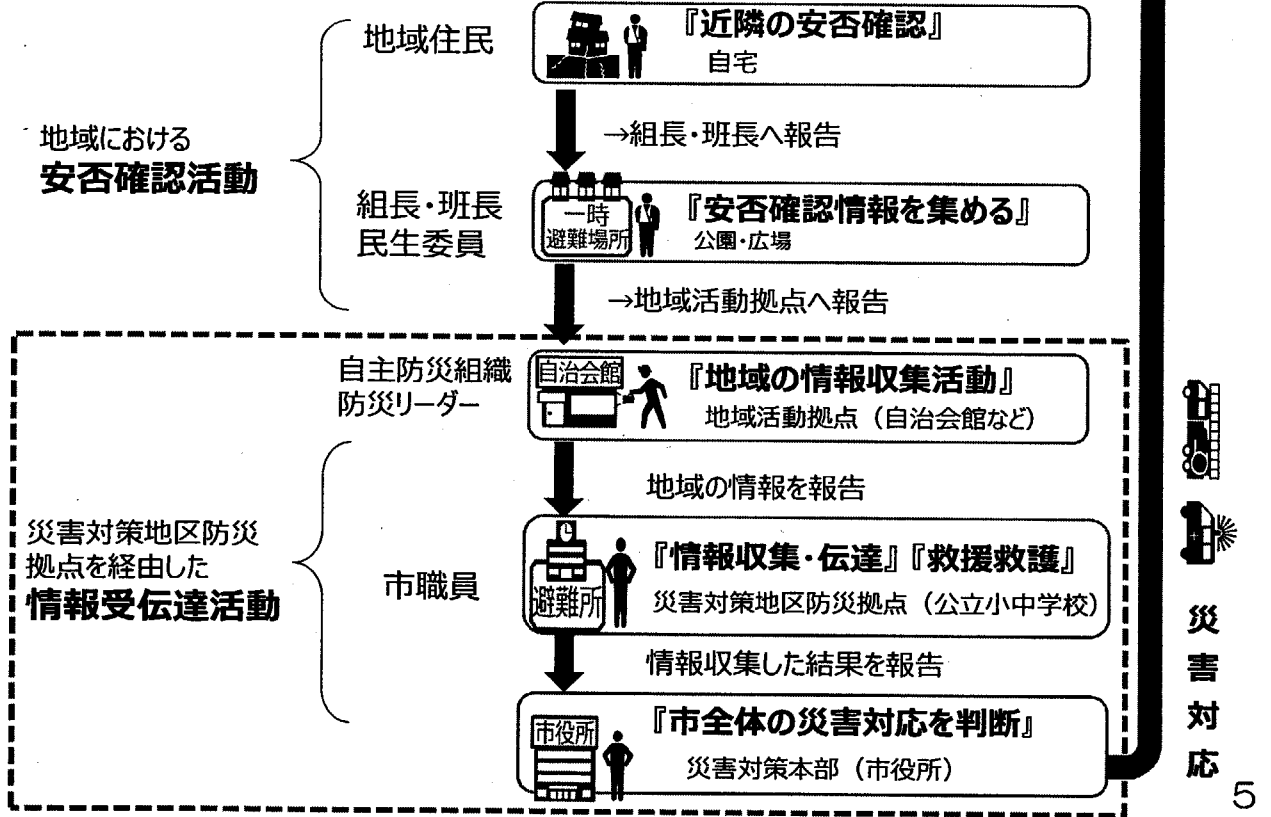 地域住民
『近隣の安否確認』
自宅
→組長・班長へ報告
地域における
安否確認活動
組長・班長
民生委員
一時
避難場所
『安否確認情報を集める』
公園・広場
→地域活動拠点へ報告
自主防災組織
防災リーダー
自治会館
『地域の情報収集活動』
地域活動拠点（自治会館など）
地域の情報を報告
災害対策地区防災
拠点を経由した
情報受伝達活動
市職員
避難所
『情報収集・伝達』『救援救護』
災害対策地区防災拠点（公立小中学校）
情報収集した結果を報告
市役所
『市全体の災害対応を判断』
災害対策本部（市役所）
災害対応
5